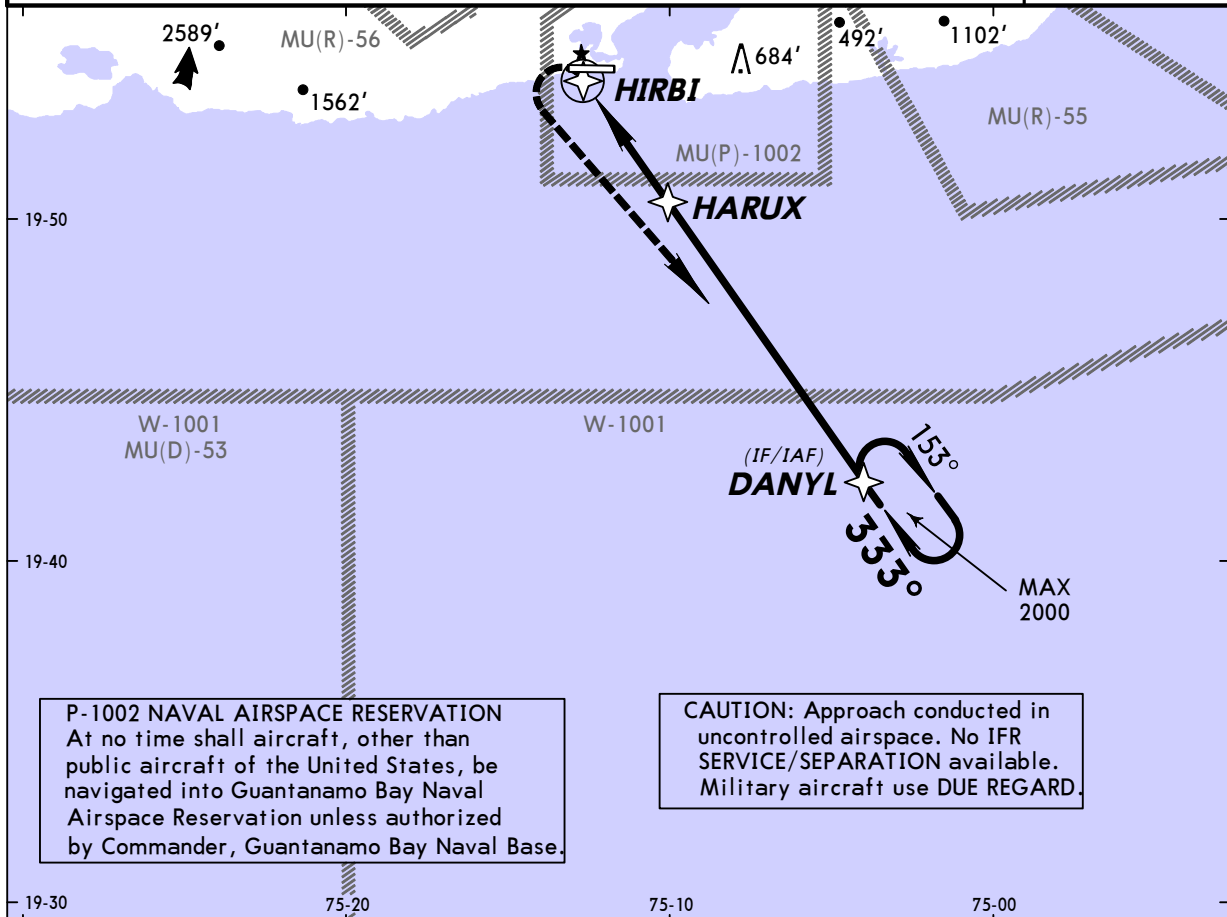 2589'
MU(R)-56
492'
1102'
684'
1562'
HIRBI
MU(R)-55
MU(P)-1002
HARUX
19-50
W-1001
MU(D)-53
W-1001
153°
(IF/IAF)
DANYL
333°
19-40
MAX
2000
P-1002 NAVAL AIRSPACE RESERVATION
At no time shall aircraft, other than
public aircraft of the United States, be
navigated into Guantanamo Bay Naval
Airspace Reservation unless authorized
by Commander, Guantanamo Bay Naval Base.
CAUTION: Approach conducted in
uncontrolled airspace. No IFR
SERVICE/SEPARATION available.
Military aircraft use DUE REGARD.
19-30
75-20
75-10
75-00